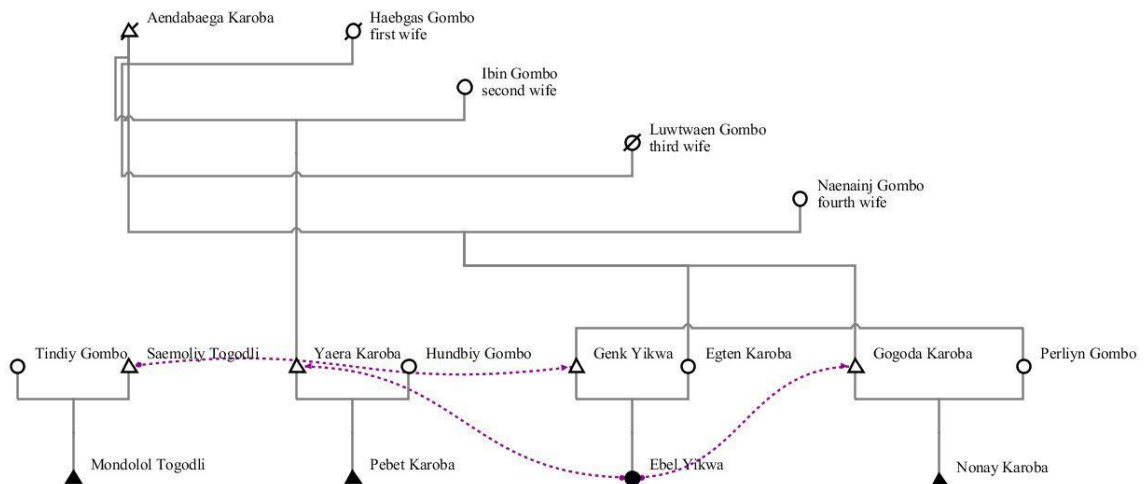 Aendabaega Karoba
Haebgas Gombo
first wife
Ibin Gombo
second wife
Luwtwaen Gombo
third wife
Naenainj Gombo
fourth wife
Tindiy Gombo
Saemoliy Togodli
Yaera Karoba
Hundbiy Gombo
Genk Yikwa
Egten Karoba
Gogoda Karoba
Perliyn Gombo
Mondolol Togodli
Pebet Karoba
Ebel Yikwa
Nonay Karoba